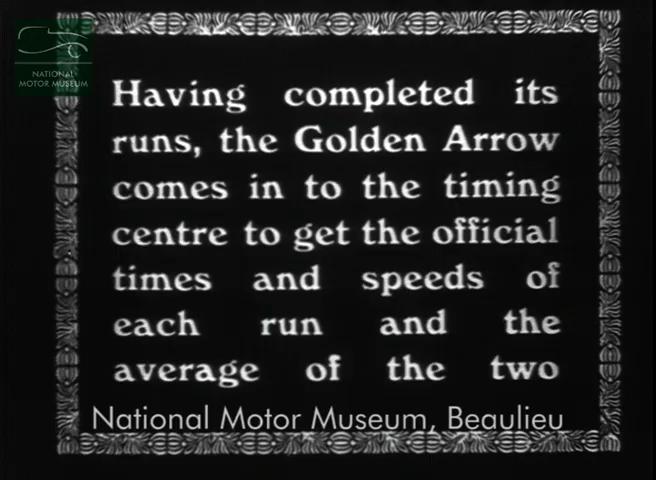 NATIONAL
MOTOR MUSEUM
Having completed its
runs, the Golden Arrow
comes in to the timing
centre to get the official
times and speeds of
each run and the
average of the two
National Motor Museum, Beaulieu